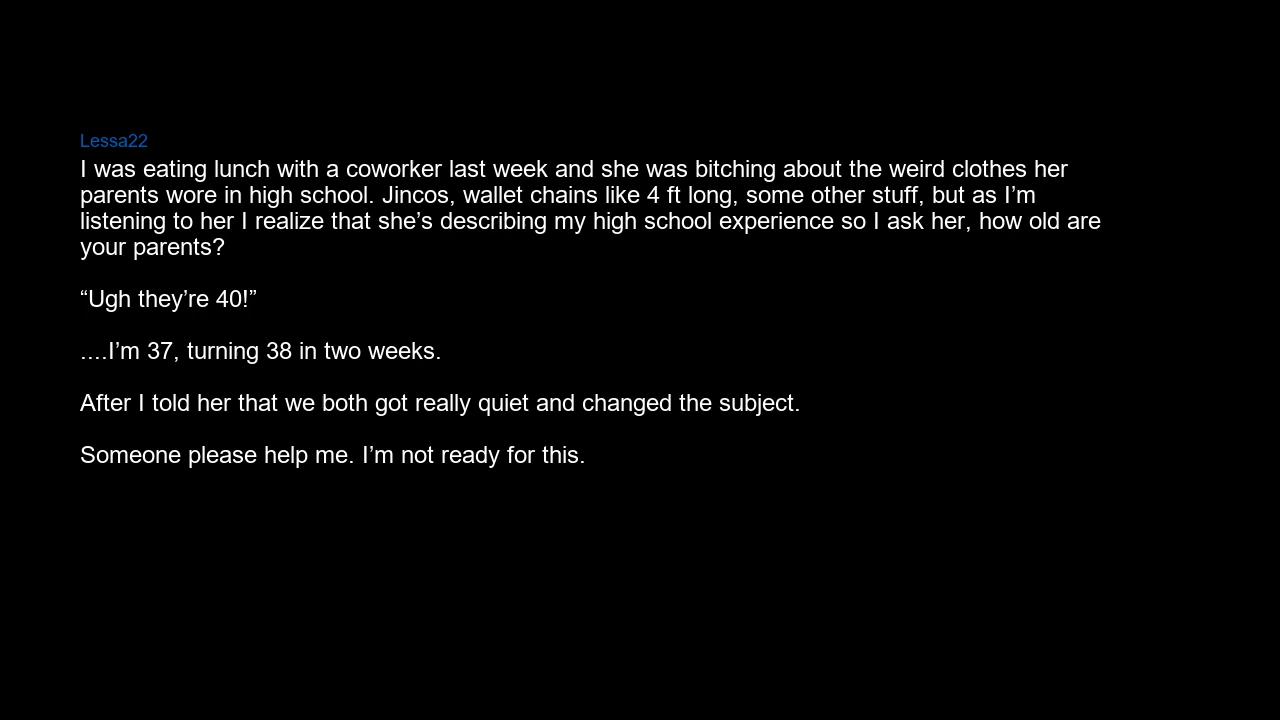 Lessa22
I was eating lunch with a coworker last week and she was bitching about the weird clothes her
parents wore in high school. Jincos, wallet chains like 4 ft long, some other stuff, but as I’m
listening to her I realize that she’s describing my high school experience so I ask her, how old are
your parents?
“Ugh they’re 40!”
....I’m 37, turning 38 in two weeks.
After I told her that we both got really quiet and changed the subject.
Someone please help me. I’m not ready for this.